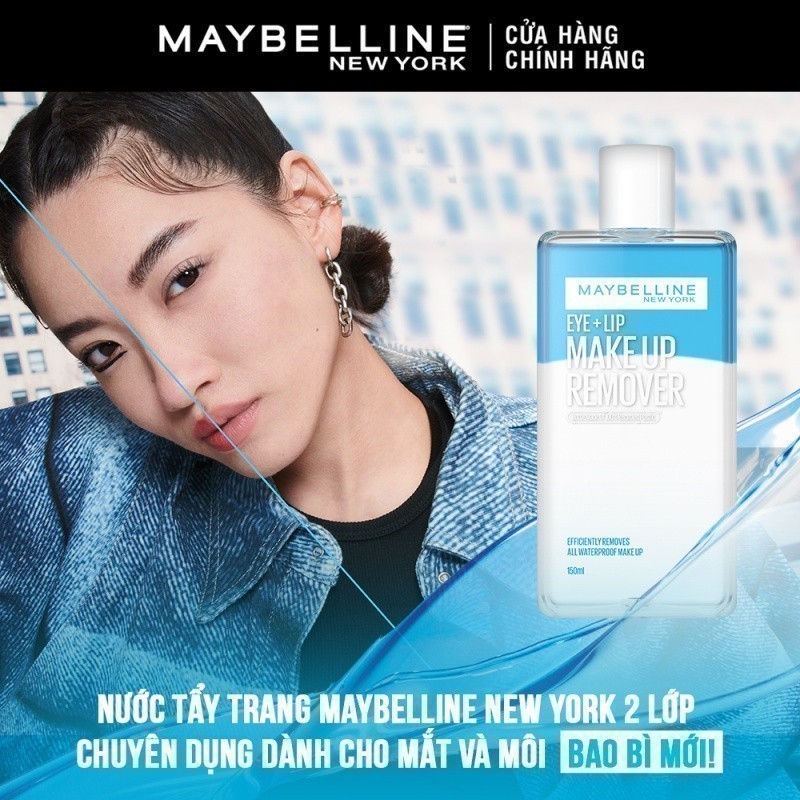 MAYBELLINE
NEW YORK
CỬA HÀNG
CHÍNH HÃNG
MAYBELLINE
NEW YORK
EYE + LIP
MAKE UP
REMOVER
EFFICIENTLY REMOVES
ALL WATERPROOF MAKE UP
150ml
NƯỚC TẨY TRANG MAYBELLINE NEW YORK 2 LỚP
CHUYÊN DỤNG DÀNH CHO MẮT VÀ MÔI BAO BÌ MỚI!